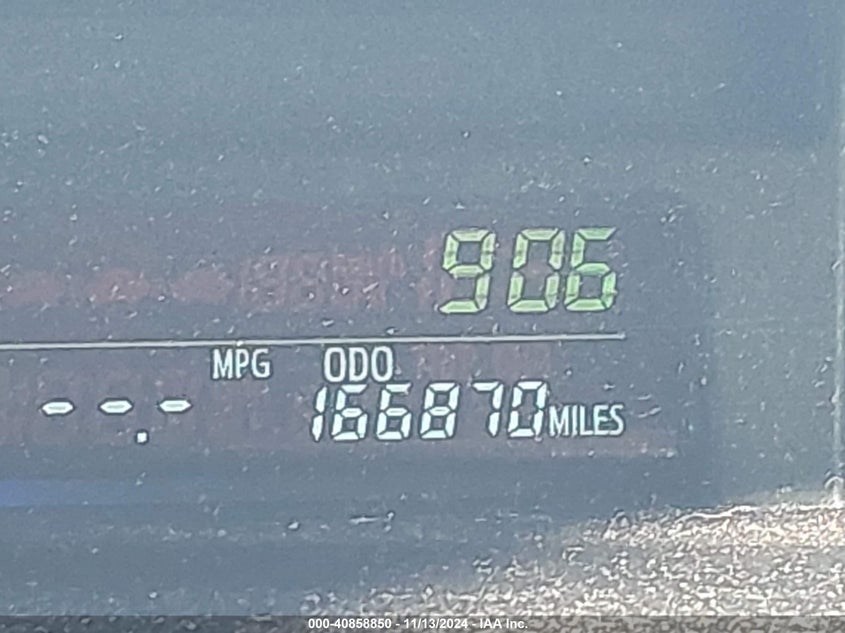 906
MPG ODO
--.- 166870 MILES
000-40858850 - 11/13/2024 - IAA Inc.